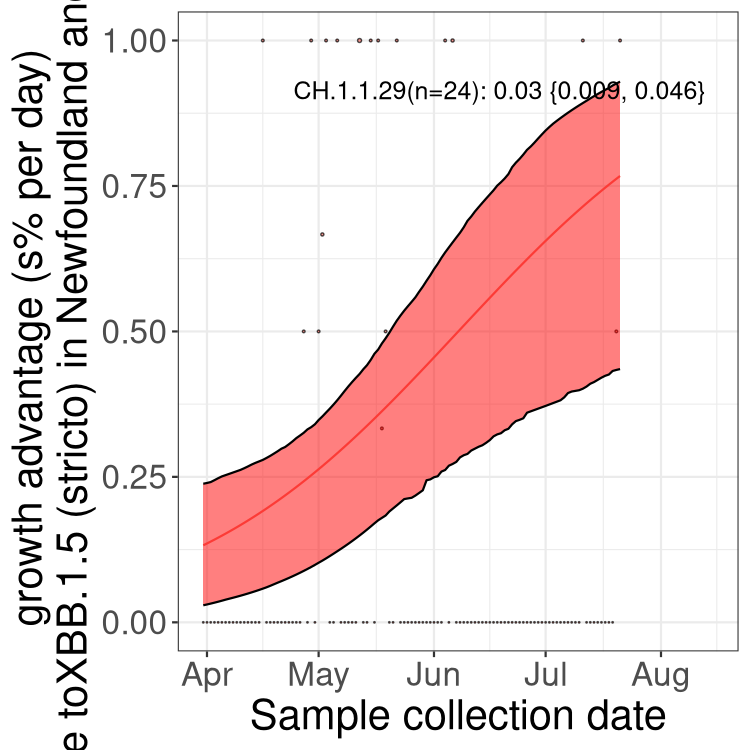 growth advantage (s% per day)
toXBB.1.5 (stricto) in Newfoundland
1.00
0.75
0.50
0.25
0.00
CH.1.1.29(n=24): 0.03 {0.009, 0.046}
Apr May Jun Jul Aug
Sample collection date